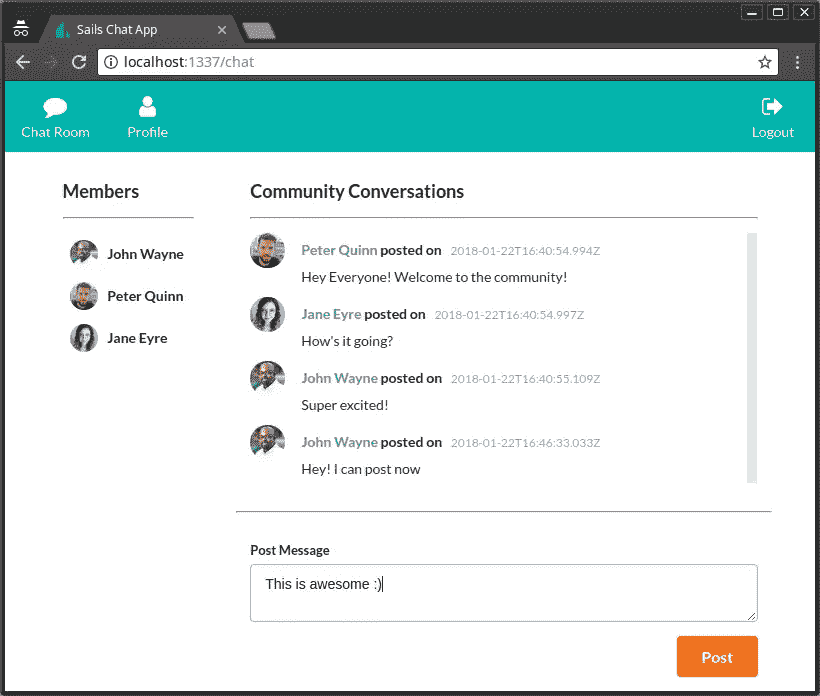 Sails Chat App
localhost:1337/chat
Chat Room
Profile
Logout
Members
John Wayne
Peter Quinn
Jane Eyre
Community Conversations
Peter Quinn posted on 2018-01-22T16:40:54.994Z
Hey Everyone! Welcome to the community!
Jane Eyre posted on 2018-01-22T16:40:54.997Z
How's it going?
John Wayne posted on 2018-01-22T16:40:55.109Z
Super excited!
John Wayne posted on 2018-01-22T16:46:33.033Z
Hey! I can post now
Post Message
This is awesome :)
Post